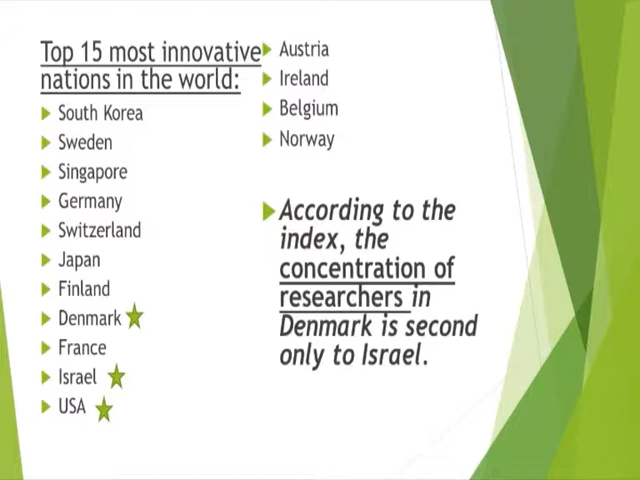 Top 15 most innovative
nations in the world:
South Korea
Sweden
Singapore
Germany
Switzerland
Japan
Finland
Denmark
France
Israel
USA
Austria
Ireland
Belgium
Norway
According to the
index, the
concentration of
researchers in
Denmark is second
only to Israel.